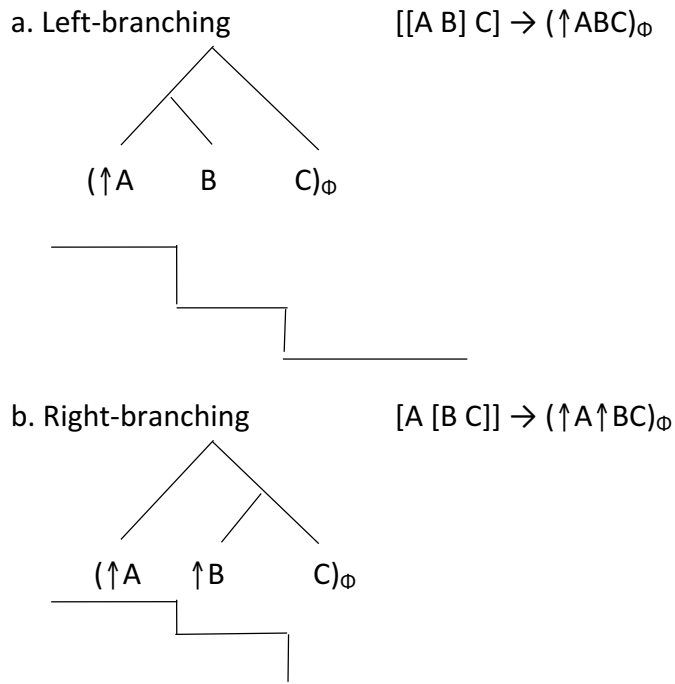 a. Left-branching [[A B] C] → (↑ABC)Φ
(↑A B C)Φ
b. Right-branching [A [B C]] → (↑A↑BC)Φ
(↑A ↑B C)Φ